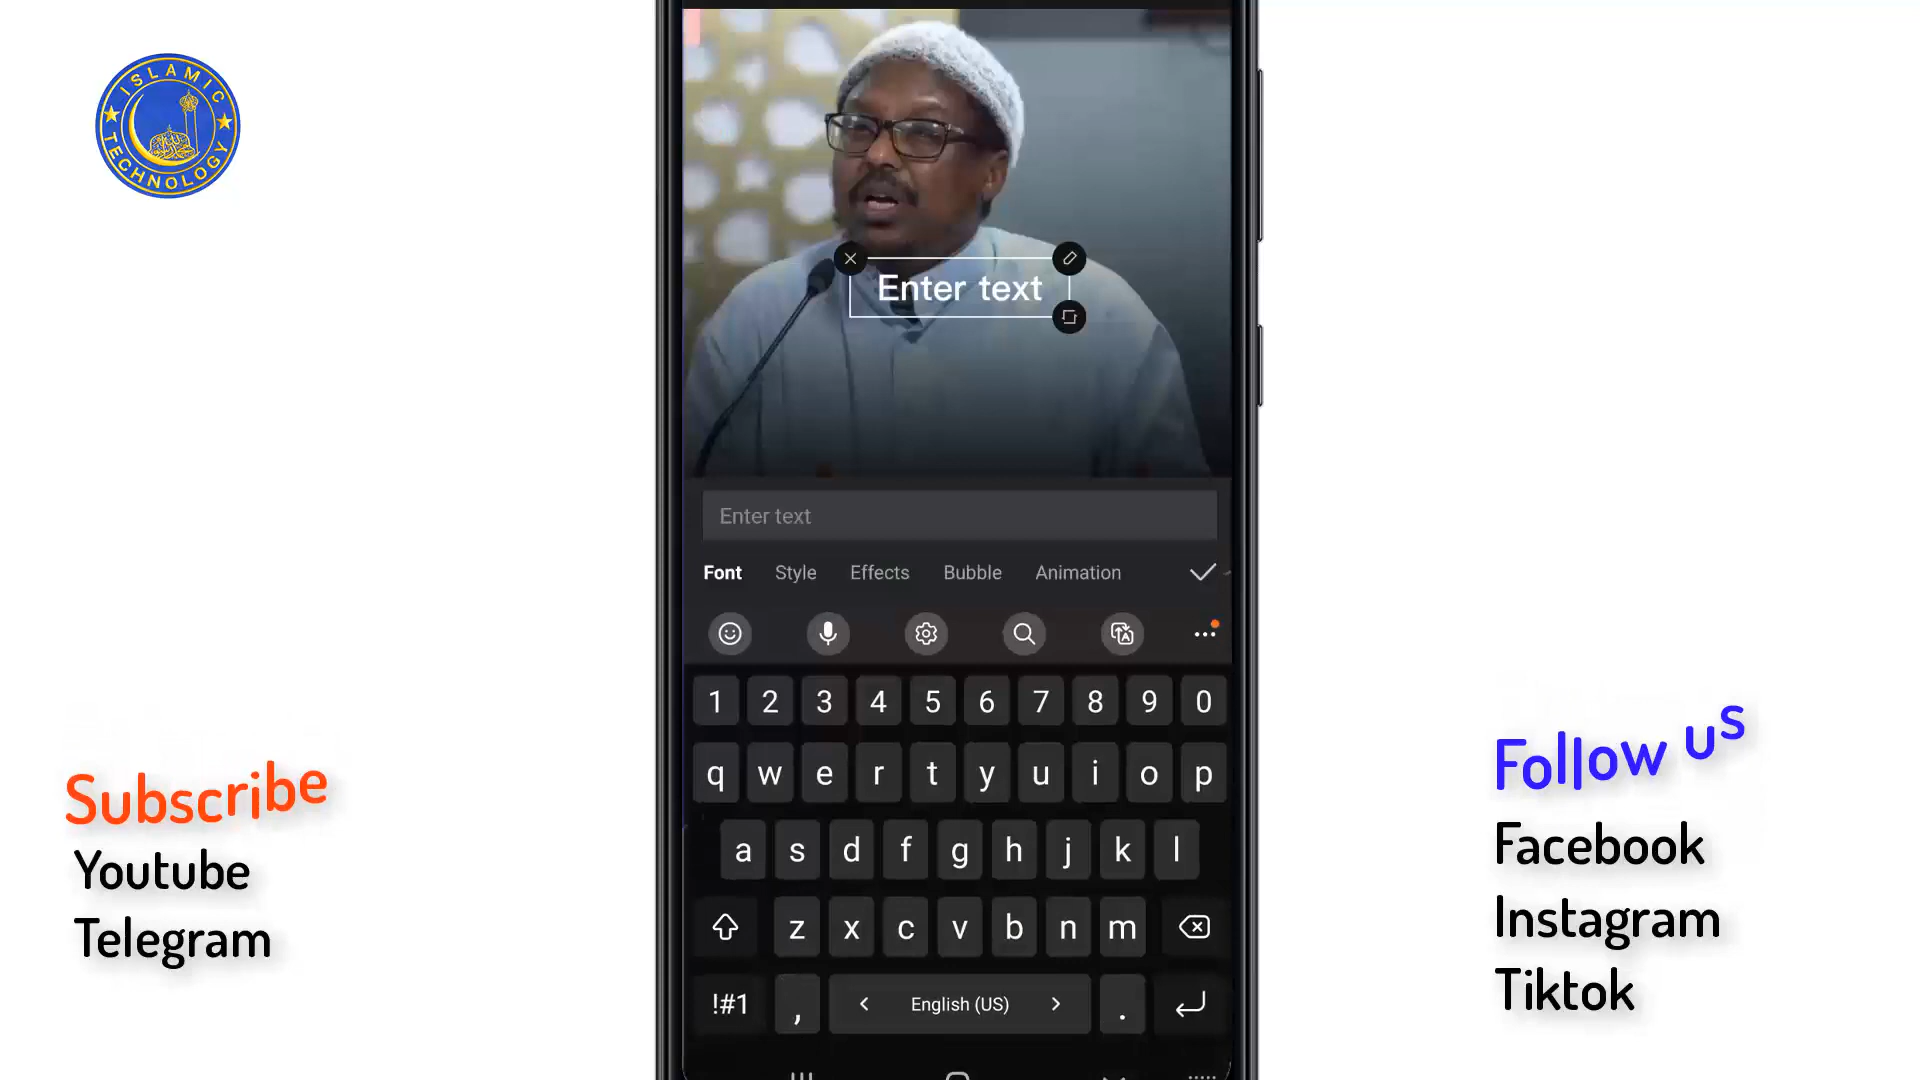 ISLAMIC
TECHNOLOGY
Enter text
Enter text
Font Style Effects Bubble Animation
1 2 3 4 5 6 7 8 9 0
q w e r t y u i o p
a s d f g h j k l
z x c v b n m
!#1 , < English (US) > .
Subscribe
Youtube
Telegram
Follow us
Facebook
Instagram
Tiktok